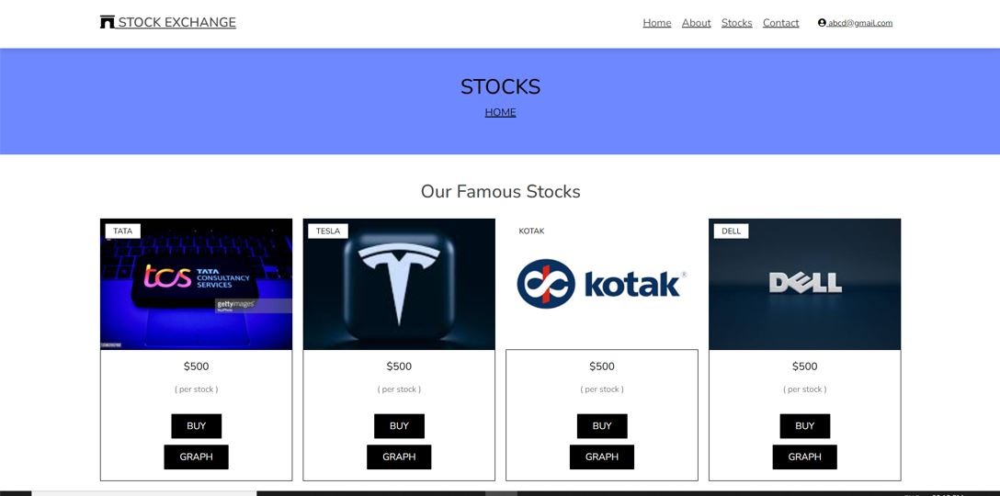 STOCK EXCHANGE
Home About Stocks Contact abcd@gmail.com
STOCKS
HOME
Our Famous Stocks
TATA
tcs TATA
CONSULTANCY
SERVICES
gettyimages
NurPhoto
TESLA
KOTAK
kotak®
DELL
DELL
$500
( per stock )
BUY
GRAPH
$500
( per stock )
BUY
GRAPH
$500
( per stock )
BUY
GRAPH
$500
( per stock )
BUY
GRAPH